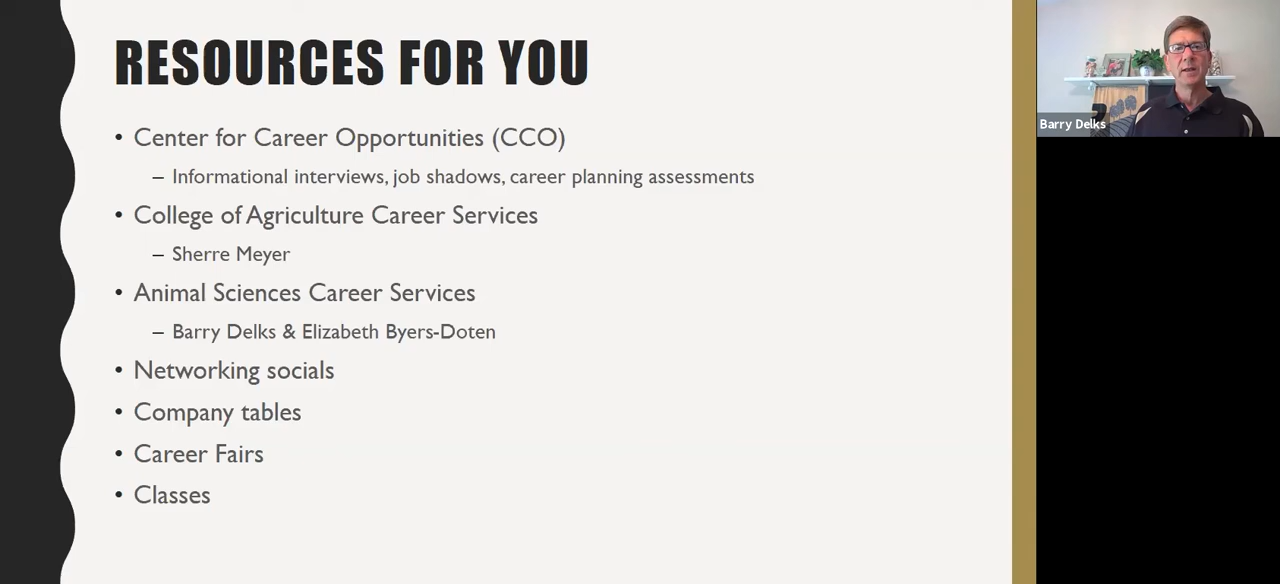 RESOURCES FOR YOU
• Center for Career Opportunities (CCO)
– Informational interviews, job shadows, career planning assessments
• College of Agriculture Career Services
– Sherre Meyer
• Animal Sciences Career Services
– Barry Delks & Elizabeth Byers-Doten
• Networking socials
• Company tables
• Career Fairs
• Classes
Barry Delks